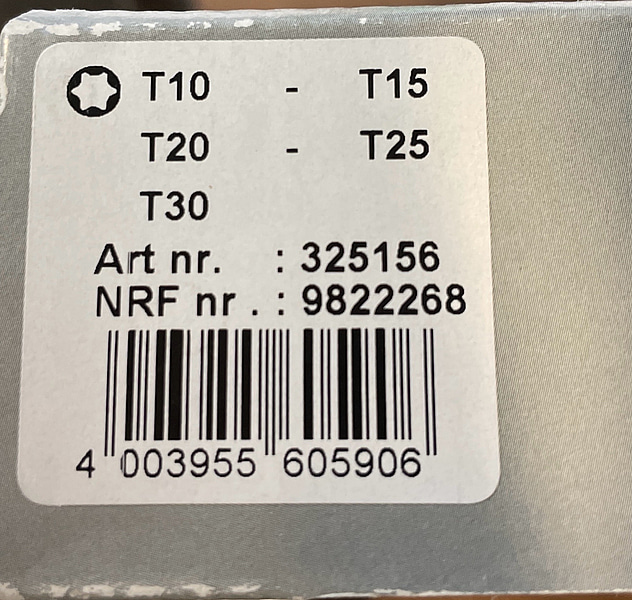 T10 - T15
T20 - T25
T30
Art nr. : 325156
NRF nr . : 9822268
4 003955 605906